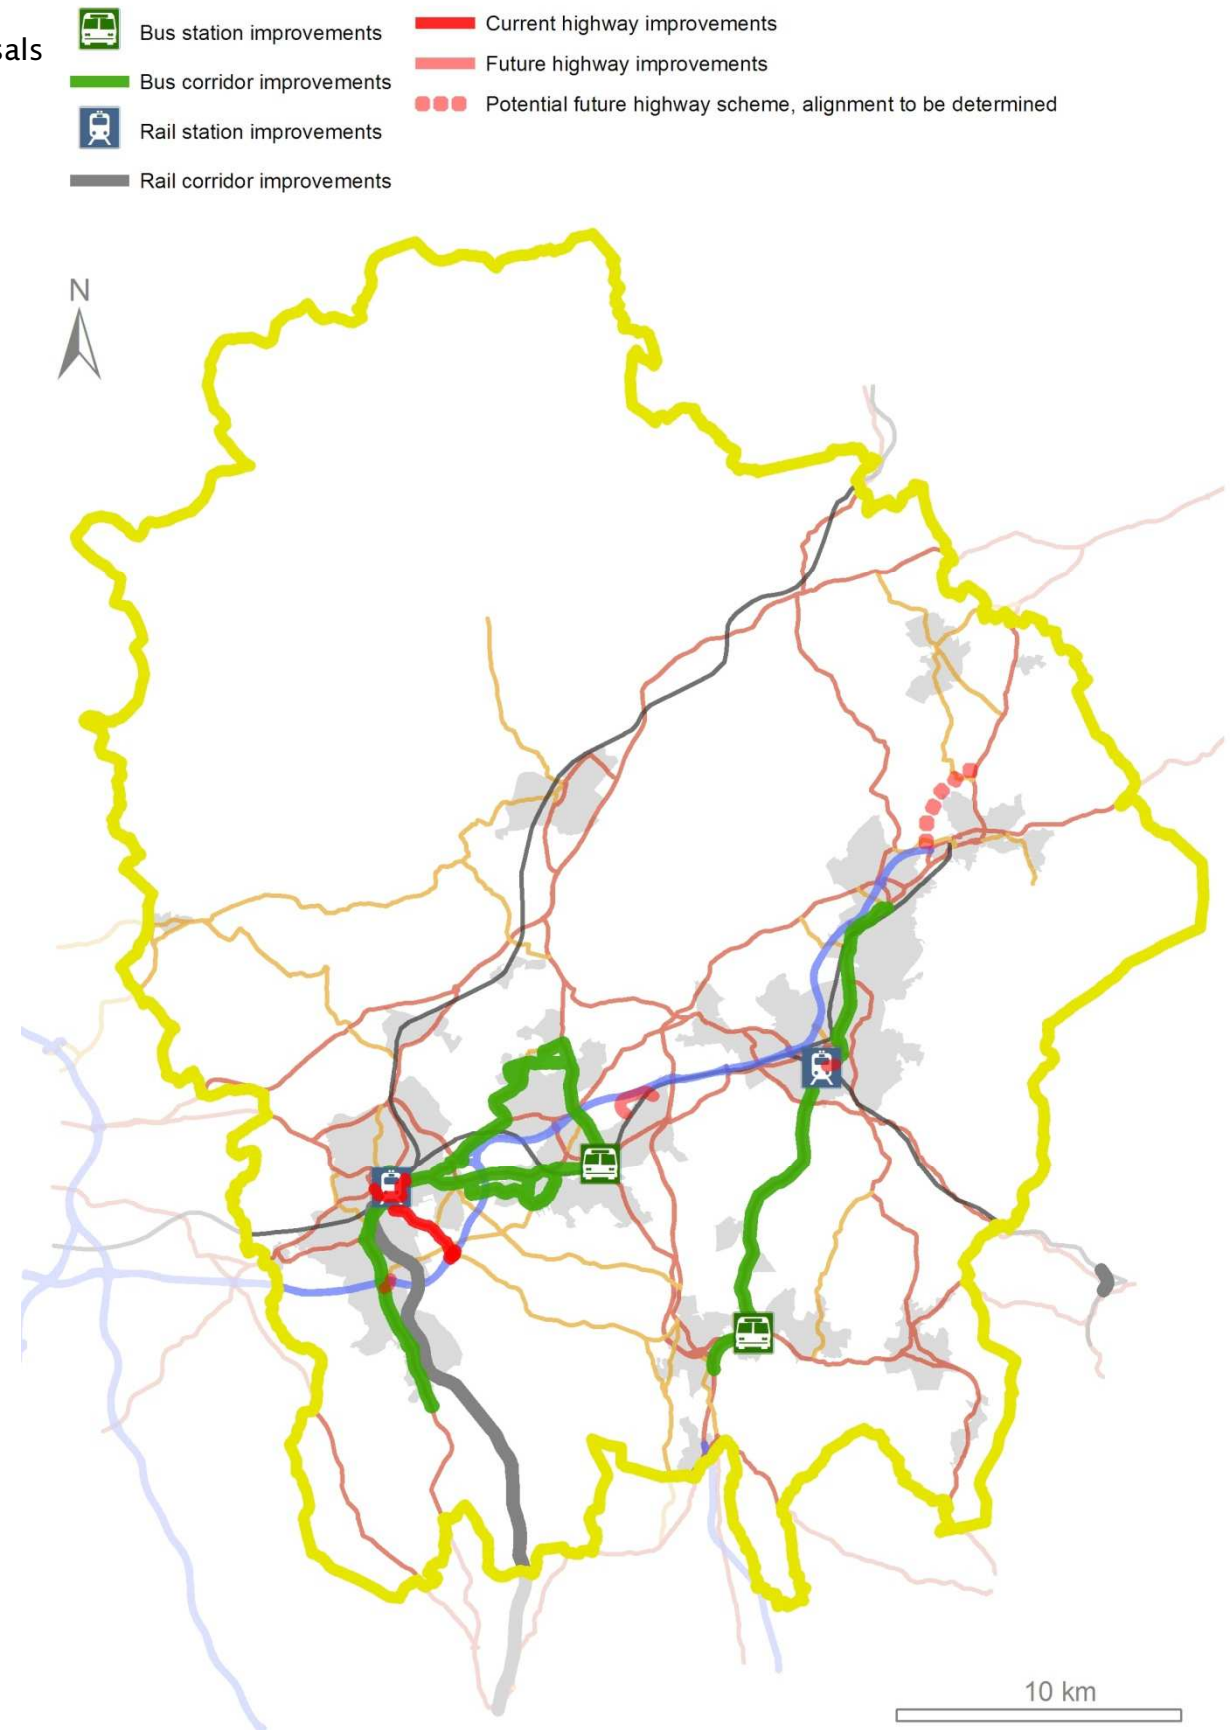 sals
Bus station improvements
Bus corridor improvements
Rail station improvements
Rail corridor improvements
Current highway improvements
Future highway improvements
Potential future highway scheme, alignment to be determined
N
10 km